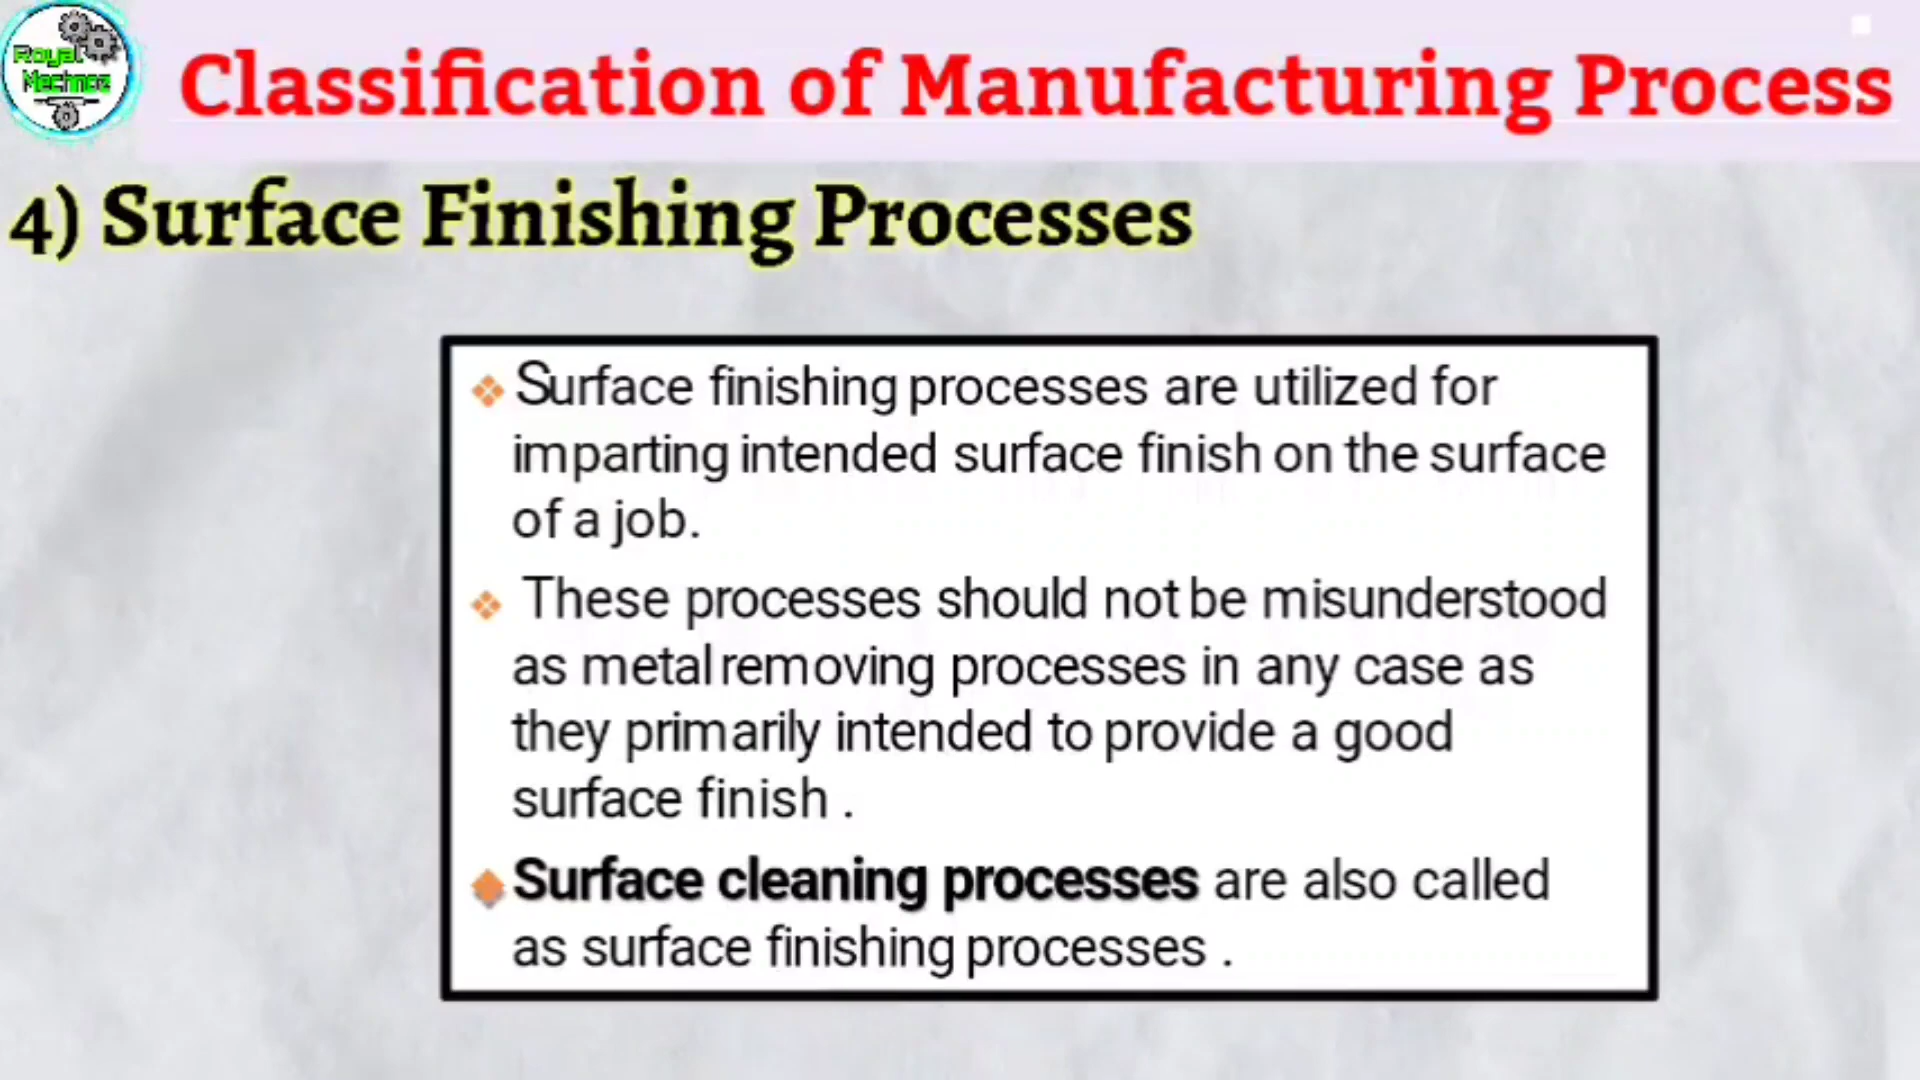 Royal
Mechnoz
Classification of Manufacturing Process
4) Surface Finishing Processes
Surface finishing processes are utilized for
imparting intended surface finish on the surface
of a job.
These processes should not be misunderstood
as metal removing processes in any case as
they primarily intended to provide a good
surface finish .
Surface cleaning processes are also called
as surface finishing processes .